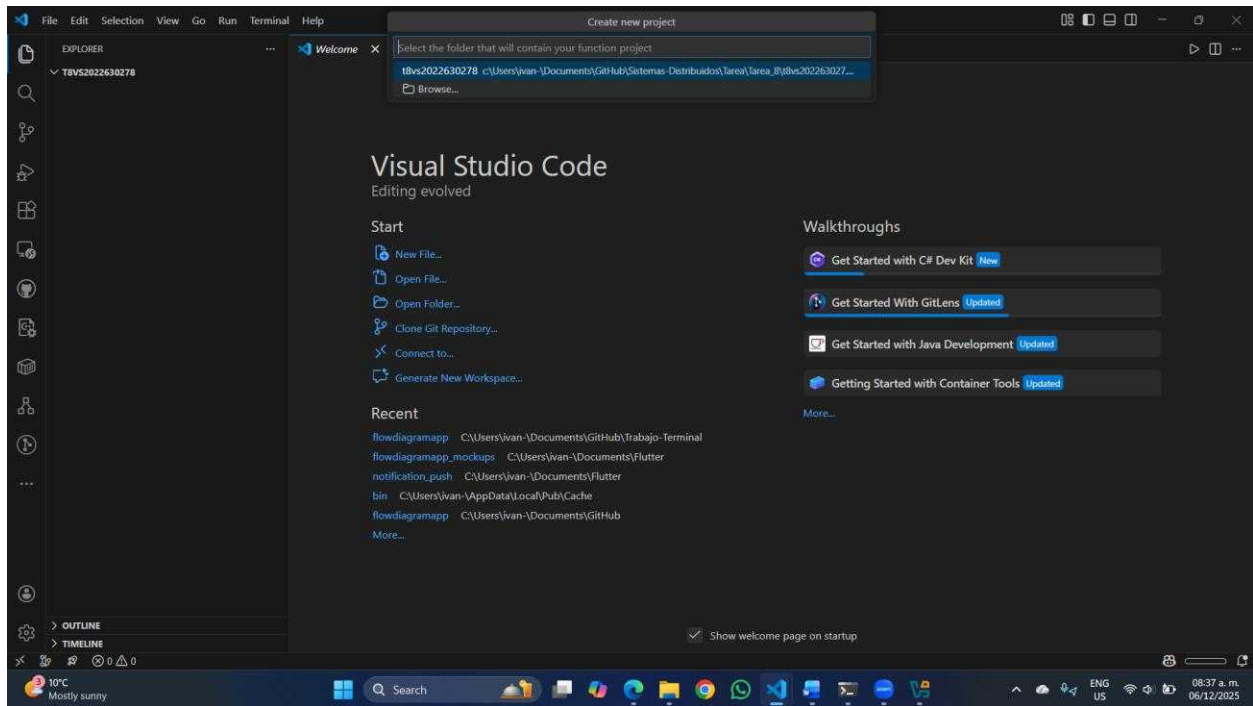 File Edit Selection View Go Run Terminal Help
Create new project
EXPLORER
Welcome
Select the folder that will contain your function project
T8VS2022630278
t8vs2022630278 c:\Users\ivan-\Documents\GitHub\Sistemas-Distribuidos\Tarea\Tarea_8\t8vs202263027...
Browse...
Visual Studio Code
Editing evolved
Start
New File...
Open File...
Open Folder...
Clone Git Repository...
Connect to...
Generate New Workspace...
Recent
flowdiagramapp C:\Users\ivan-\Documents\GitHub\Trabajo-Terminal
flowdiagramapp_mockups C:\Users\ivan-\Documents\Flutter
notification_push C:\Users\ivan-\Documents\Flutter
bin C:\Users\ivan-\AppData\Local\Pub\Cache
flowdiagramapp C:\Users\ivan-\Documents\GitHub
More...
Walkthroughs
Get Started with C# Dev Kit New
Get Started With GitLens Updated
Get Started with Java Development Updated
Getting Started with Container Tools Updated
More...
OUTLINE
TIMELINE
Show welcome page on startup
0 0
3
10°C
Mostly sunny
Search
ENG
US
08:37 a. m.
06/12/2025